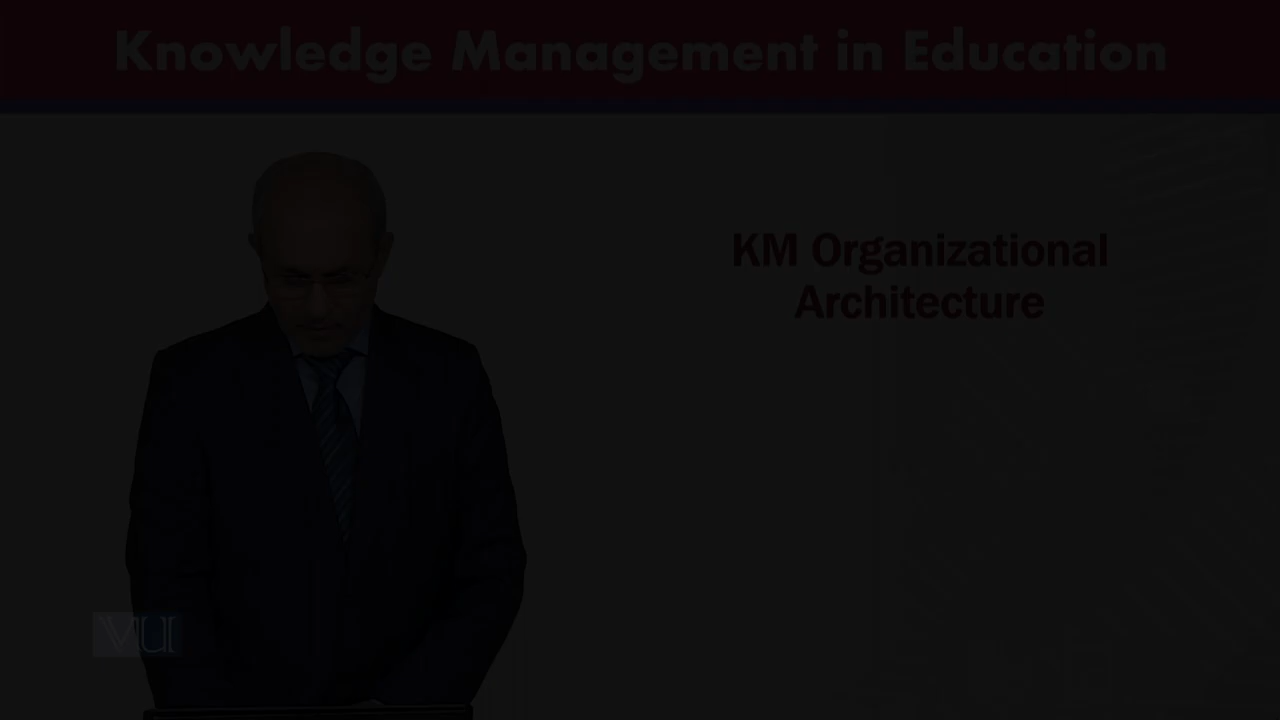 Knowledge Management in Education
KM Organizational
Architecture
VU